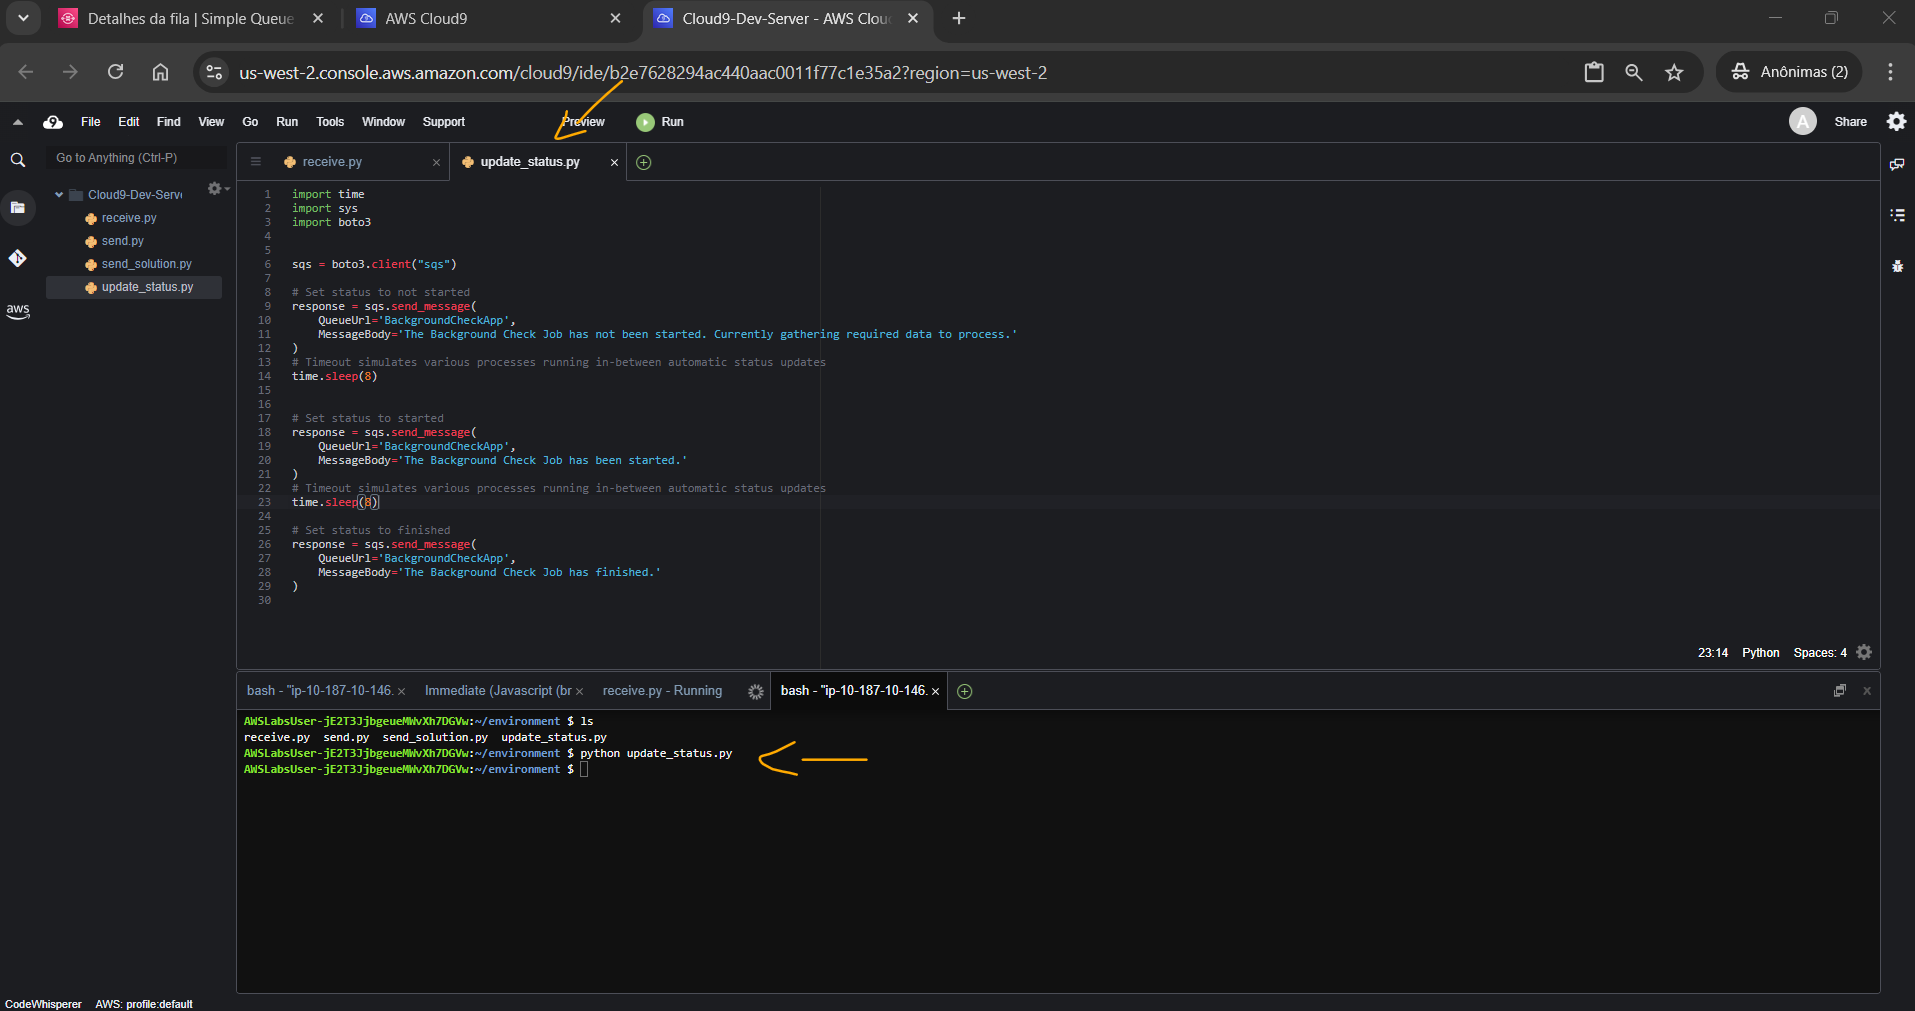 Detalhes da fila | Simple Queue
AWS Cloud9
Cloud9-Dev-Server - AWS Clou
us-west-2.console.aws.amazon.com/cloud9/ide/b2e7628294ac440aac0011f77c1e35a2?region=us-west-2
Anônimas (2)
File Edit Find View Go Run Tools Window Support Preview Run
A Share
Go to Anything (Ctrl-P)
receive.py
update_status.py
Cloud9-Dev-Serv
receive.py
send.py
send_solution.py
update_status.py
aws
1 import time
2 import sys
3 import boto3
4
5
6 sqs = boto3.client("sqs")
7
8 # Set status to not started
9 response = sqs.send_message(
10 QueueUrl='BackgroundCheckApp',
11 MessageBody='The Background Check Job has not been started. Currently gathering required data to process.'
12 )
13 # Timeout simulates various processes running in-between automatic status updates
14 time.sleep(8)
15
16
17 # Set status to started
18 response = sqs.send_message(
19 QueueUrl='BackgroundCheckApp',
20 MessageBody='The Background Check Job has been started.'
21 )
22 # Timeout simulates various processes running in-between automatic status updates
23 time.sleep(8)
24
25 # Set status to finished
26 response = sqs.send_message(
27 QueueUrl='BackgroundCheckApp',
28 MessageBody='The Background Check Job has finished.'
29 )
30
23:14 Python Spaces: 4
bash - "ip-10-187-10-146.
Immediate (Javascript (br
receive.py - Running
bash - "ip-10-187-10-146.
AWSLabsUser-jE2T3JjbgeueMWvXh7DGVw:~/environment $ ls
receive.py send.py send_solution.py update_status.py
AWSLabsUser-jE2T3JjbgeueMWvXh7DGVw:~/environment $ python update_status.py
AWSLabsUser-jE2T3JjbgeueMWvXh7DGVw:~/environment $
CodeWhisperer AWS: profile:default